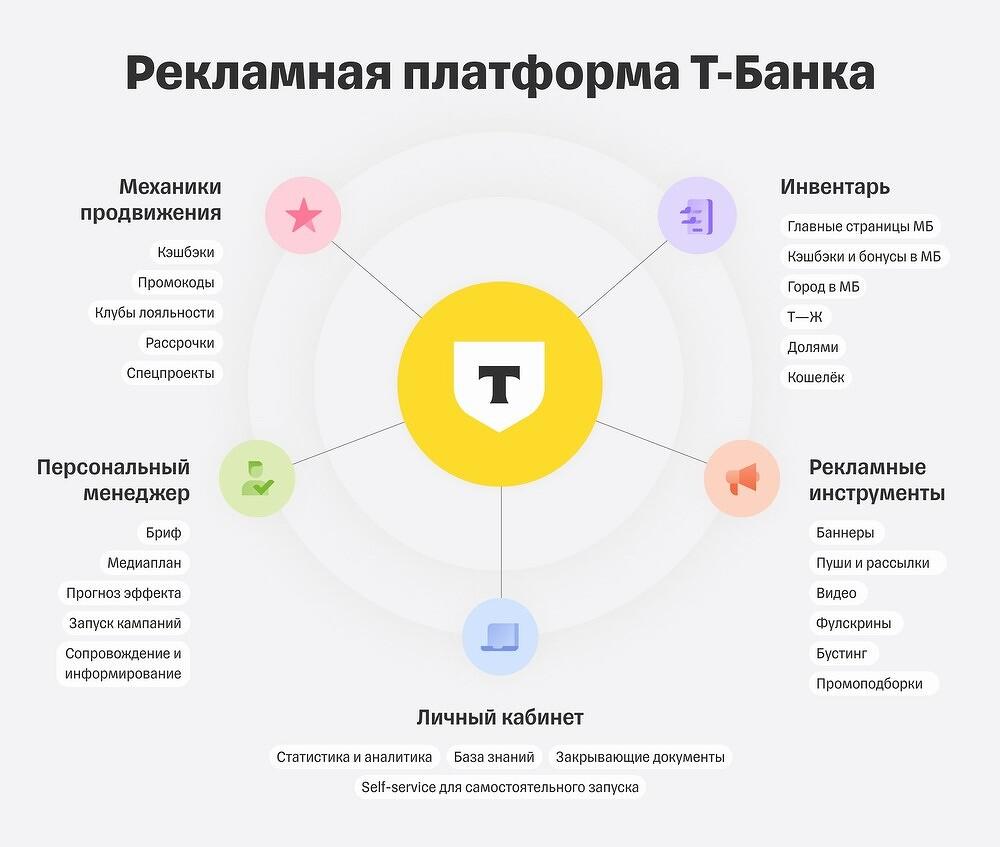 Рекламная платформа Т-Банка
Механики
продвижения
Кэшбэки
Промокоды
Клубы лояльности
Рассрочки
Спецпроекты
Инвентарь
Главные страницы МБ
Кэшбэки и бонусы в МБ
Город в МБ
Т—Ж
Долями
Кошелёк
Т
Персональный
менеджер
Бриф
Медиаплан
Прогноз эффекта
Запуск кампаний
Сопровождение и
информирование
Рекламные
инструменты
Баннеры
Пуши и рассылки
Видео
Фулскрины
Бустинг
Промоподборки
Личный кабинет
Статистика и аналитика
База знаний
Закрывающие документы
Self-service для самостоятельного запуска